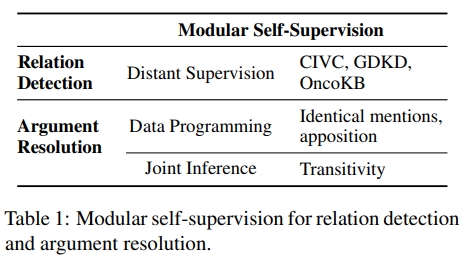 Modular Self-Supervision
Relation Detection Distant Supervision CIVC, GDKD, OncoKB
Argument Resolution Data Programming Identical mentions, apposition
Joint Inference Transitivity
Table 1: Modular self-supervision for relation detection
and argument resolution.